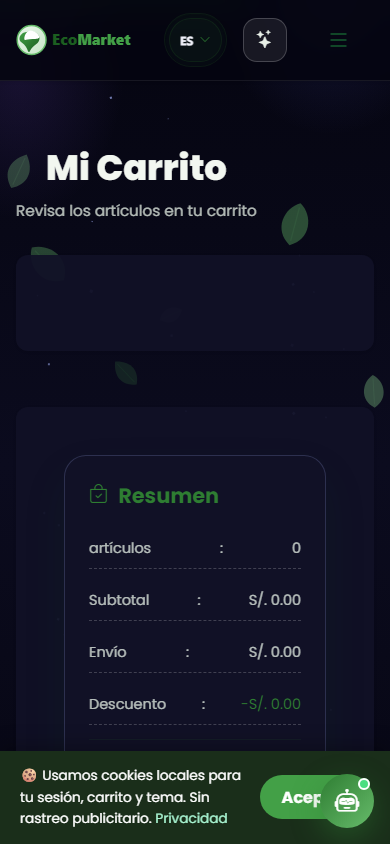 EcoMarket
ES
Mi Carrito
Revisa los artículos en tu carrito
Resumen
artículos : 0
Subtotal : S/. 0.00
Envío : S/. 0.00
Descuento : -S/. 0.00
🍪 Usamos cookies locales para
tu sesión, carrito y tema. Sin
rastreo publicitario. Privacidad